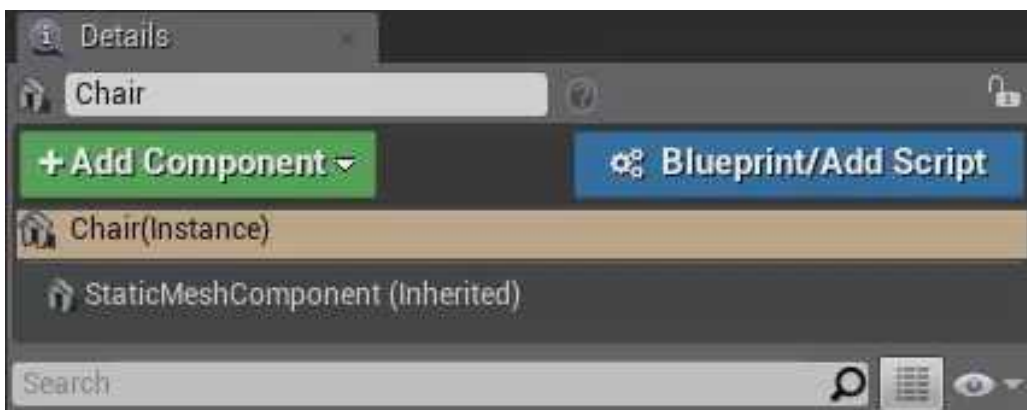 Details
Chair
+ Add Component
Blueprint/Add Script
Chair(Instance)
StaticMeshComponent (Inherited)
Search